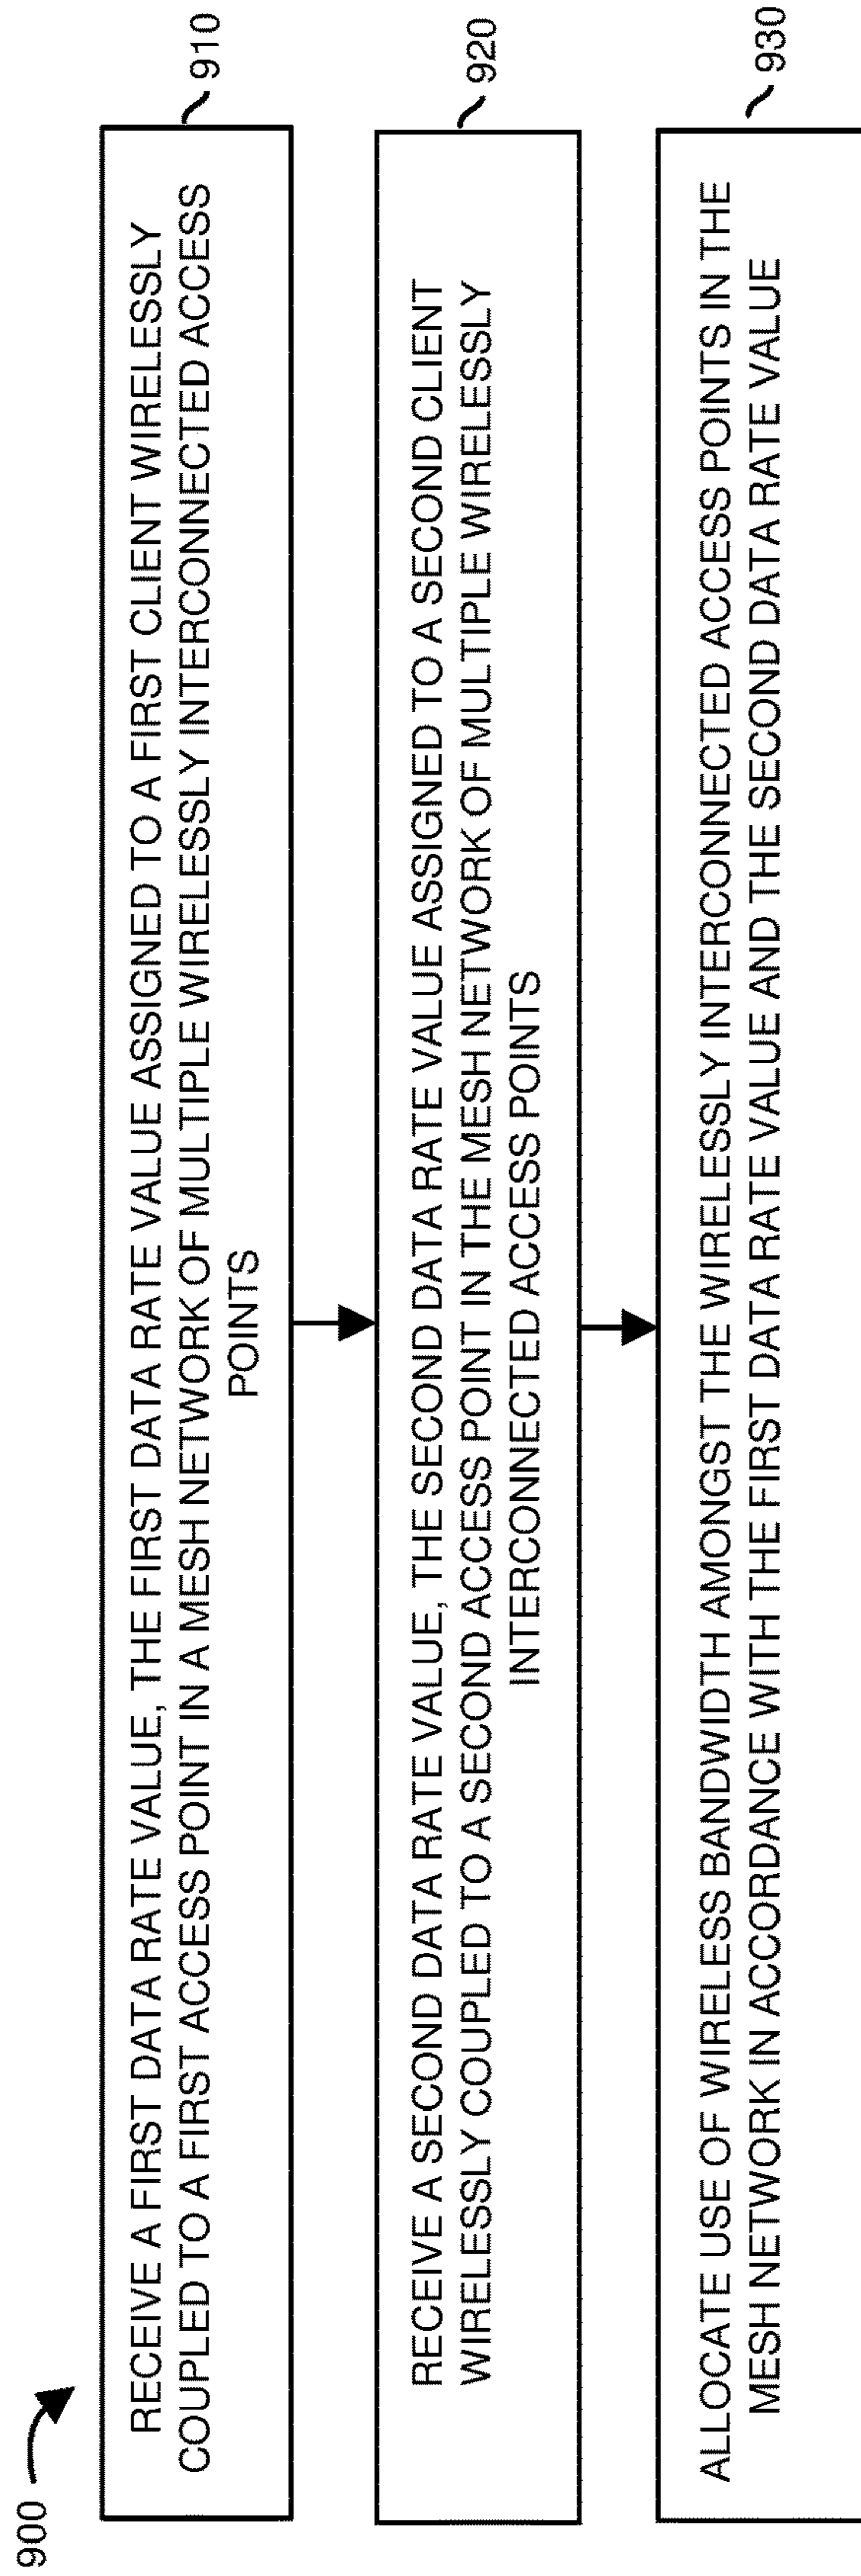 900
RECEIVE A FIRST DATA RATE VALUE, THE FIRST DATA RATE VALUE ASSIGNED TO A FIRST CLIENT WIRELESSLY
COUPLED TO A FIRST ACCESS POINT IN A MESH NETWORK OF MULTIPLE WIRELESSLY INTERCONNECTED ACCESS
POINTS
910
RECEIVE A SECOND DATA RATE VALUE, THE SECOND DATA RATE VALUE ASSIGNED TO A SECOND CLIENT
WIRELESSLY COUPLED TO A SECOND ACCESS POINT IN THE MESH NETWORK OF MULTIPLE WIRELESSLY
INTERCONNECTED ACCESS POINTS
920
ALLOCATE USE OF WIRELESS BANDWIDTH AMONGST THE WIRELESSLY INTERCONNECTED ACCESS POINTS IN THE
MESH NETWORK IN ACCORDANCE WITH THE FIRST DATA RATE VALUE AND THE SECOND DATA RATE VALUE
930